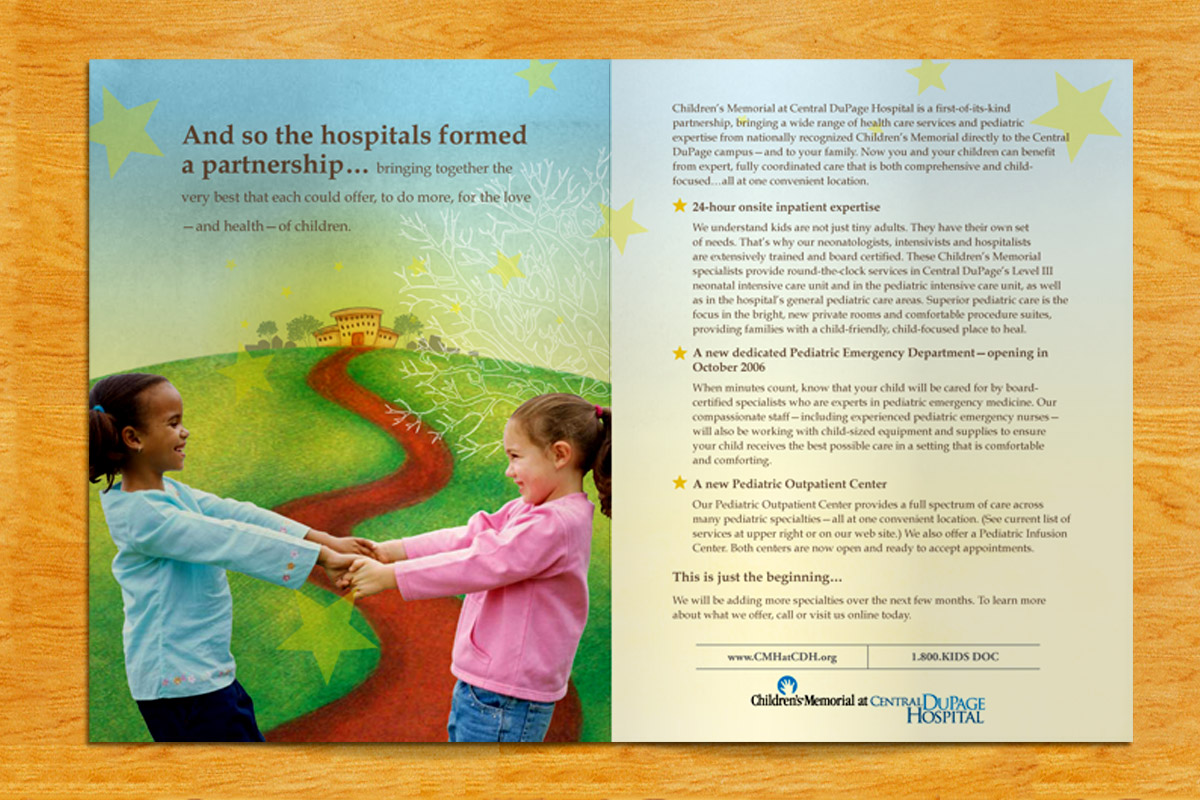 And so the hospitals formed
a partnership... bringing together the
very best that each could offer, to do more, for the love
—and health—of children.
Children's Memorial at Central DuPage Hospital is a first-of-its-kind
partnership, bringing a wide range of health care services and pediatric
expertise from nationally recognized Children's Memorial directly to the Central
DuPage campus—and to your family. Now you and your children can benefit
from expert, fully coordinated care that is both comprehensive and child-
focused...all at one convenient location.
24-hour onsite inpatient expertise
We understand kids are not just tiny adults. They have their own set
of needs. That's why our neonatologists, intensivists and hospitalists
are extensively trained and board certified. These Children's Memorial
specialists provide round-the-clock services in Central DuPage's Level III
neonatal intensive care unit and in the pediatric intensive care unit, as well
as in the hospital's general pediatric care areas. Superior pediatric care is the
focus in the bright, new private rooms and comfortable procedure suites,
providing families with a child-friendly, child-focused place to heal.
A new dedicated Pediatric Emergency Department—opening in
October 2006
When minutes count, know that your child will be cared for by board-
certified specialists who are experts in pediatric emergency medicine. Our
compassionate staff—including experienced pediatric emergency nurses—
will also be working with child-sized equipment and supplies to ensure
your child receives the best possible care in a setting that is comfortable
and comforting.
A new Pediatric Outpatient Center
Our Pediatric Outpatient Center provides a full spectrum of care across
many pediatric specialties—all at one convenient location. (See current list of
services at upper right or on our web site.) We also offer a Pediatric Infusion
Center. Both centers are now open and ready to accept appointments.
This is just the beginning...
We will be adding more specialties over the next few months. To learn more
about what we offer, call or visit us online today.
www.CMHatCDH.org
1.800.KIDS DOC
Children's Memorial at CENTRAL DUPAGE
HOSPITAL